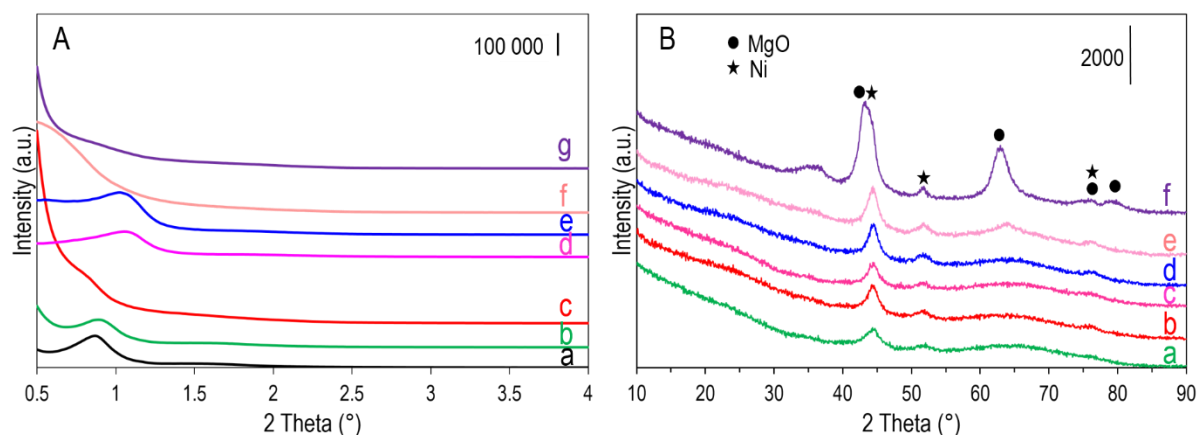 A
100 000
g
f
e
d
c
b
a
Intensity (a.u.)
0.5 1 1.5 2 2.5 3 3.5 4
2 Theta (°)
B
MgO
Ni
2000
f
e
d
c
b
a
Intensity (a.u.)
10 20 30 40 50 60 70 80 90
2 Theta (°)